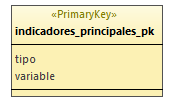 «PrimaryKey»
indicadores_principales_pk
tipo
variable